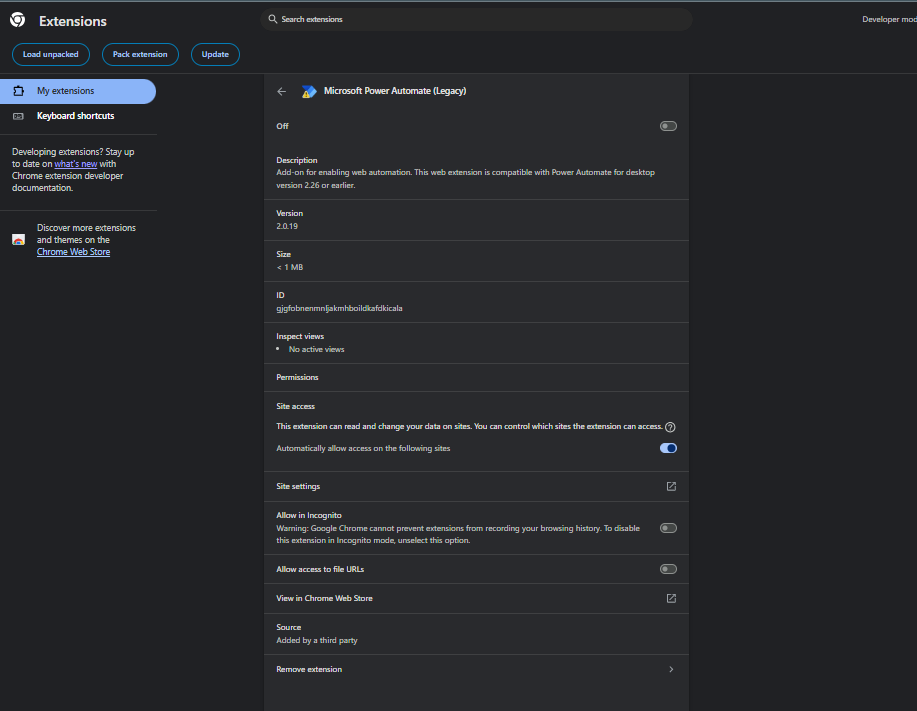 Extensions
Search extensions
Developer mod
Load unpacked
Pack extension
Update
My extensions
Keyboard shortcuts
Developing extensions? Stay up
to date on what's new with
Chrome extension developer
documentation.
Discover more extensions
and themes on the
Chrome Web Store
Microsoft Power Automate (Legacy)
Off
Description
Add-on for enabling web automation. This web extension is compatible with Power Automate for desktop
version 2.26 or earlier.
Version
2.0.19
Size
< 1 MB
ID
gjgfobnenmnljakmhboildkafdkicala
Inspect views
• No active views
Permissions
Site access
This extension can read and change your data on sites. You can control which sites the extension can access.
Automatically allow access on the following sites
Site settings
Allow in Incognito
Warning: Google Chrome cannot prevent extensions from recording your browsing history. To disable
this extension in Incognito mode, unselect this option.
Allow access to file URLs
View in Chrome Web Store
Source
Added by a third party
Remove extension